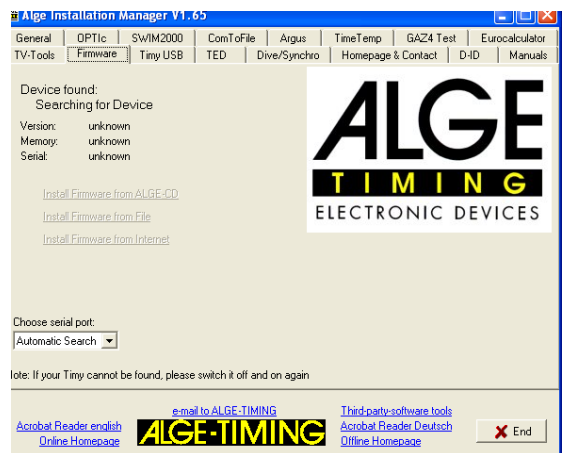 Alge Installation Manager V1.65
General OPTIc SWIM2000 ComToFile Argus TimeTemp GAZ4 Test Eurocalculator
TV-Tools Firmware Timy USB TED Dive/Synchro Homepage & Contact D-ID Manuals
Device found:
Searching for Device
Version: unknown
Memory: unknown
Serial: unknown
Install Firmware from ALGE-CD
Install Firmware from File
Install Firmware from Internet
ALGE
TIMING
ELECTRONIC DEVICES
Choose serial port:
Automatic Search
Note: If your Timy cannot be found, please switch it off and on again
e-mail to ALGE-TIMING Third-party-software tools
Acrobat Reader english ALGE-TIMING Acrobat Reader Deutsch
Online Homepage Offline Homepage
End